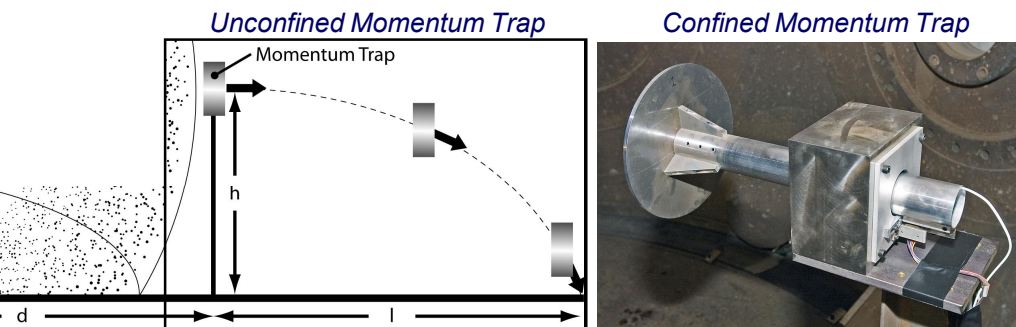 Unconfined Momentum Trap
Confined Momentum Trap
Momentum Trap
h
d
l